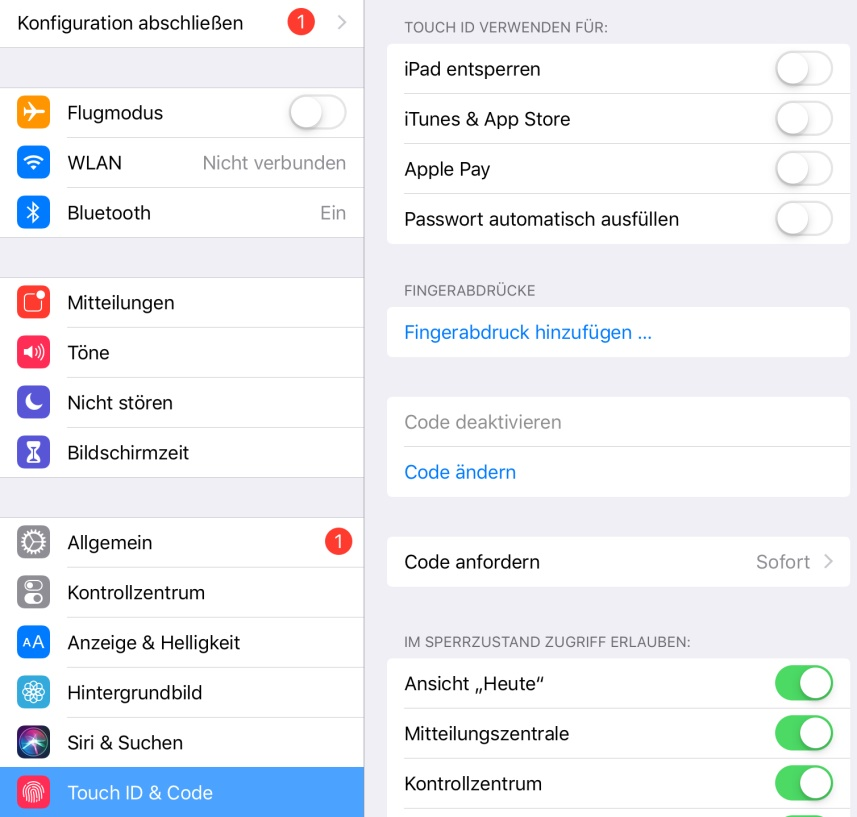 Konfiguration abschließen 1
Flugmodus
WLAN Nicht verbunden
Bluetooth Ein
Mitteilungen
Töne
Nicht stören
Bildschirmzeit
Allgemein 1
Kontrollzentrum
AA Anzeige & Helligkeit
Hintergrundbild
Siri & Suchen
Touch ID & Code
TOUCH ID VERWENDEN FÜR:
iPad entsperren
iTunes & App Store
Apple Pay
Passwort automatisch ausfüllen
FINGERABDRÜCKE
Fingerabdruck hinzufügen ...
Code deaktivieren
Code ändern
Code anfordern Sofort
IM SPERRZUSTAND ZUGRIFF ERLAUBEN:
Ansicht „Heute“
Mitteilungszentrale
Kontrollzentrum